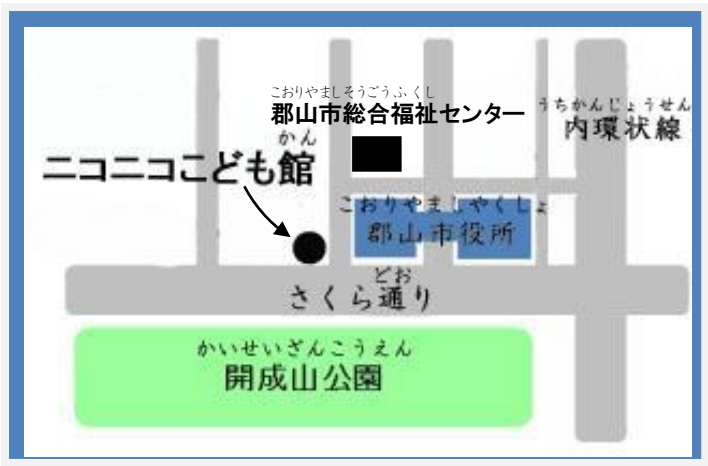 こおりやましそうごうふくし
郡山市総合福祉センター
うちかんじょうせん
内環状線
かん
ニコニコこども館
こおりやましやくしょ
郡山市役所
どお
さくら通り
かいせいざんこうえん
開成山公園